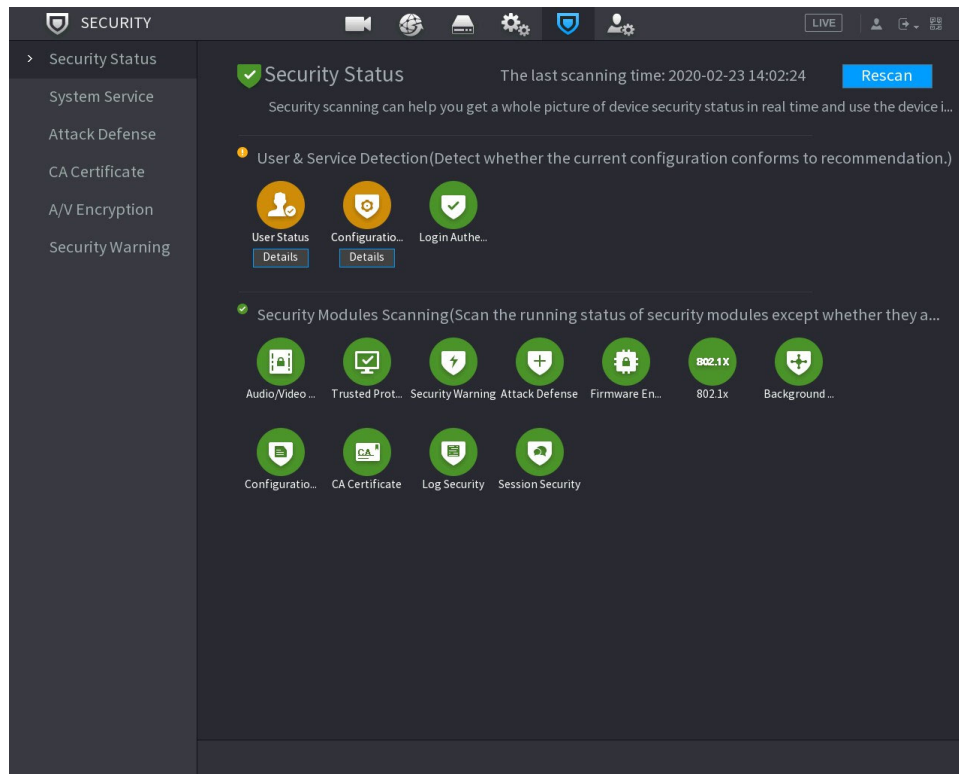 SECURITY
LIVE
Security Status
System Service
Attack Defense
CA Certificate
A/V Encryption
Security Warning
Security Status The last scanning time: 2020-02-23 14:02:24 Rescan
Security scanning can help you get a whole picture of device security status in real time and use the device i...
User & Service Detection(Detect whether the current configuration conforms to recommendation.)
User Status Configuratio... Login Authe...
Details Details
Security Modules Scanning(Scan the running status of security modules except whether they a...
802.1X
Audio/Video ... Trusted Prot... Security Warning Attack Defense Firmware En... 802.1x Background ...
CA
Configuratio... CA Certificate Log Security Session Security